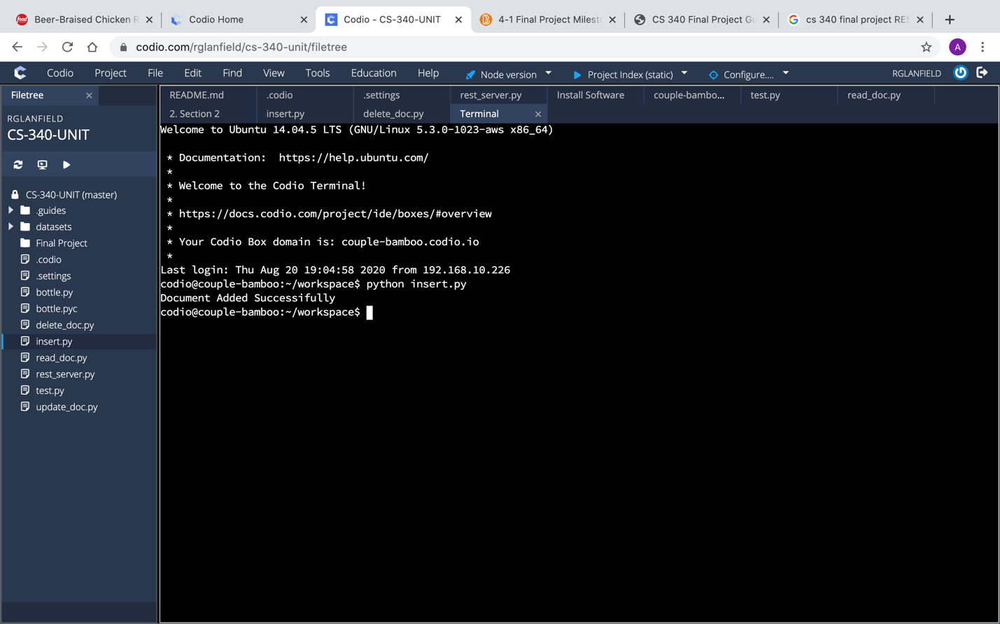 Beer-Braised Chicken R
Codio Home
Codio - CS-340-UNIT
4-1 Final Project Milesto
CS 340 Final Project Gu
cs 340 final project RES
codio.com/rglanfield/cs-340-unit/filetree
A
Codio Project File Edit Find View Tools Education Help Node version Project Index (static) Configure.... RGLANFIELD
Filetree
README.md .codio .settings rest_server.py Install Software couple-bambo... test.py read_doc.py
2. Section 2 insert.py delete_doc.py Terminal
RGLANFIELD
CS-340-UNIT
CS-340-UNIT (master)
.guides
datasets
Final Project
.codio
.settings
bottle.py
bottle.pyc
delete_doc.py
insert.py
read_doc.py
rest_server.py
test.py
update_doc.py
Welcome to Ubuntu 14.04.5 LTS (GNU/Linux 5.3.0-1023-aws x86_64)
* Documentation:  https://help.ubuntu.com/
*
* Welcome to the Codio Terminal!
*
* https://docs.codio.com/project/ide/boxes/#overview
*
* Your Codio Box domain is: couple-bamboo.codio.io
*
Last login: Thu Aug 20 19:04:58 2020 from 192.168.10.226
codio@couple-bamboo:~/workspace$ python insert.py
Document Added Successifully
codio@couple-bamboo:~/workspace$